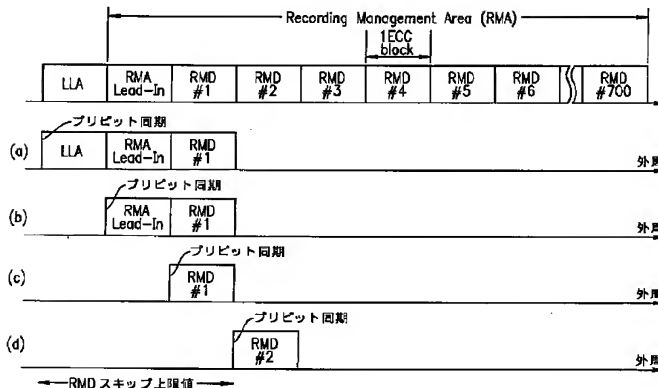 Recording Management Area (RMA)
1ECC
block
LLA
RMA
Lead-In
RMD
#1
RMD
#2
RMD
#3
RMD
#4
RMD
#5
RMD
#6
RMD
#700
プリピット同期
(a)
LLA
RMA
Lead-In
RMD
#1
外周
プリピット同期
(b)
RMA
Lead-In
RMD
#1
外周
プリピット同期
(c)
RMD
#1
外周
プリピット同期
(d)
RMD
#2
外周
RMDスキップ上限値